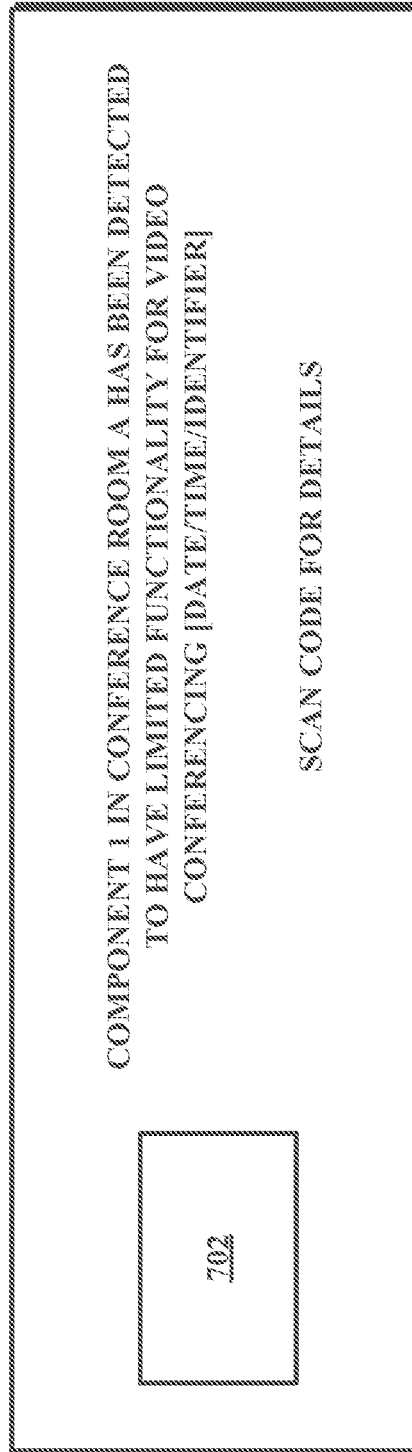 COMPONENT 1 IN CONFERENCE ROOM A HAS BEEN DETECTED
TO HAVE LIMITED FUNCTIONALITY FOR VIDEO
CONFERENCING [DATE/TIME/IDENTIFIER]
702
SCAN CODE FOR DETAILS